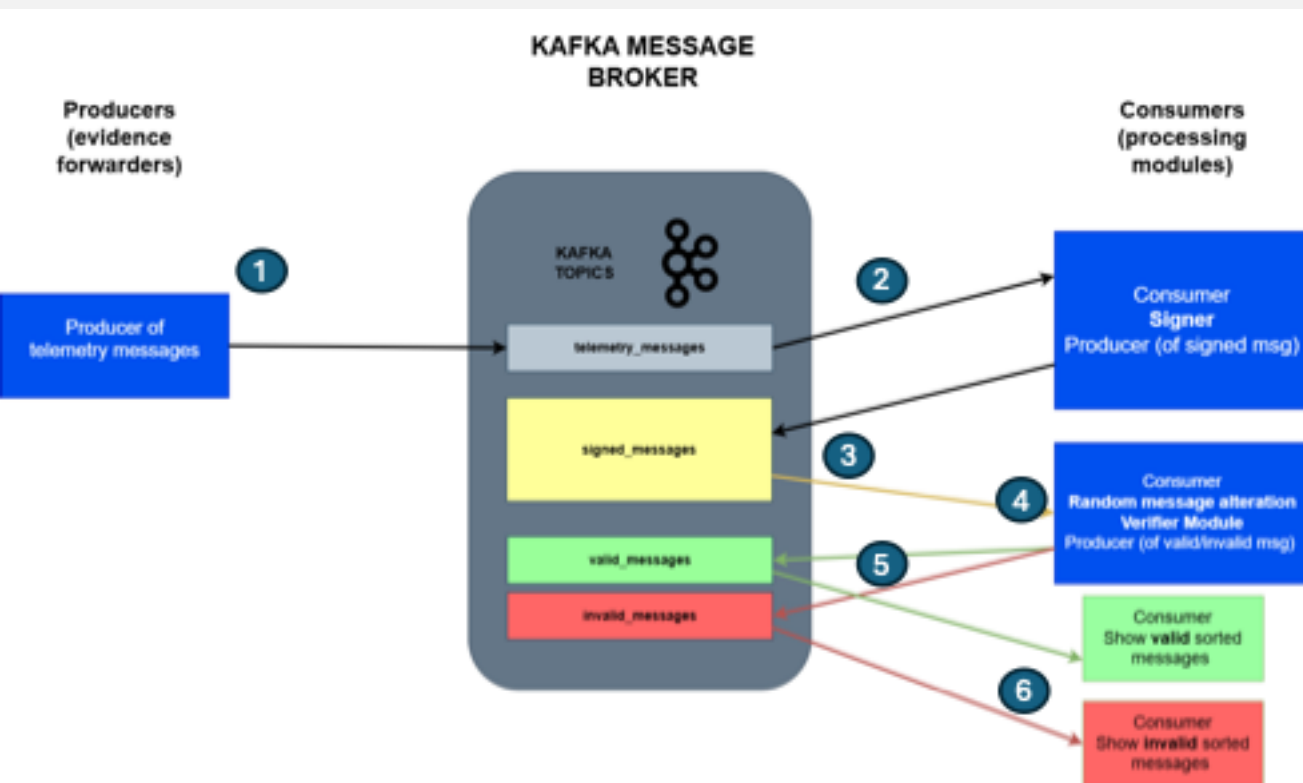 KAFKA MESSAGE
BROKER
Producers
(evidence
forwarders)
Consumers
(processing
modules)
1
Producer of
telemetry messages
KAFKA
TOPICS
telemetry_messages
signed_messages
valid_messages
invalid_messages
2
3
4
5
6
Consumer
Signer
Producer (of signed msg)
Consumer
Random message alteration
Verifier Module
Producer (of valid/invalid msg)
Consumer
Show valid sorted
messages
Consumer
Show invalid sorted
messages